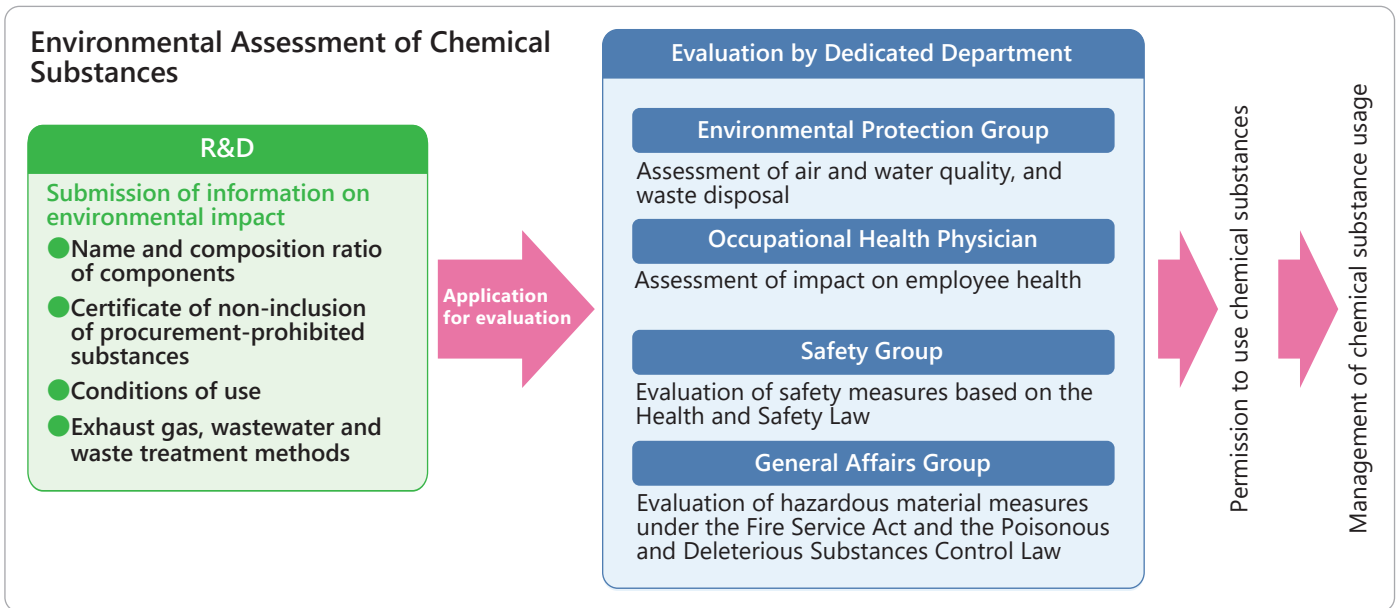 Environmental Assessment of Chemical
Substances
R&D
Submission of information on
environmental impact
●Name and composition ratio
of components
●Certificate of non-inclusion
of procurement-prohibited
substances
●Conditions of use
●Exhaust gas, wastewater and
waste treatment methods
Application
for evaluation
Evaluation by Dedicated Department
Environmental Protection Group
Assessment of air and water quality, and
waste disposal
Occupational Health Physician
Assessment of impact on employee health
Safety Group
Evaluation of safety measures based on the
Health and Safety Law
General Affairs Group
Evaluation of hazardous material measures
under the Fire Service Act and the Poisonous
and Deleterious Substances Control Law
Permission to use chemical substances
Management of chemical substance usage